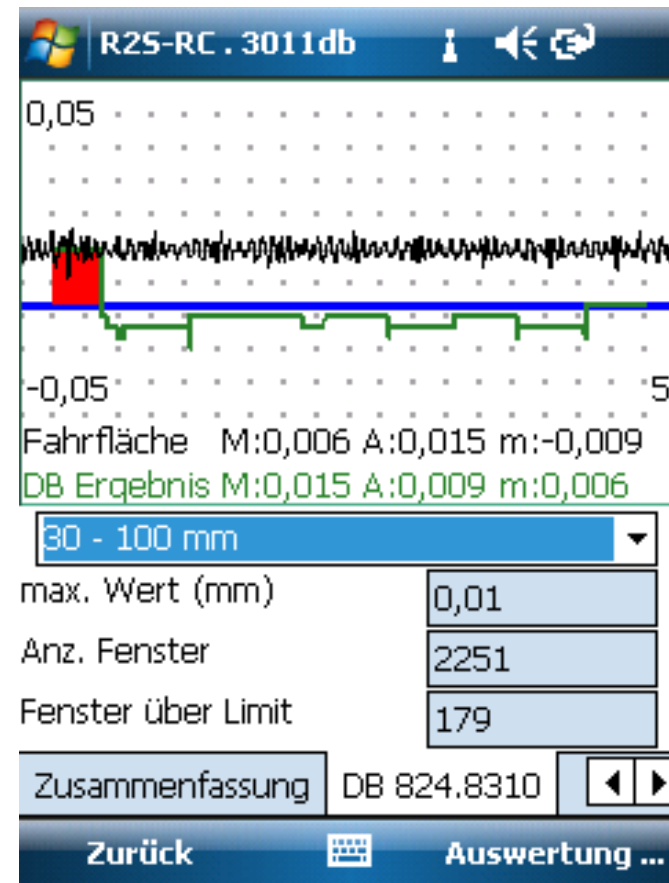 R2S-RC . 3011db
0,05
-0,05 5
Fahrfläche M:0,006 A:0,015 m:-0,009
DB Ergebnis M:0,015 A:0,009 m:0,006
30 - 100 mm
max. Wert (mm) 0,01
Anz. Fenster 2251
Fenster über Limit 179
Zusammenfassung DB 824.8310
Zurück Auswertung ...